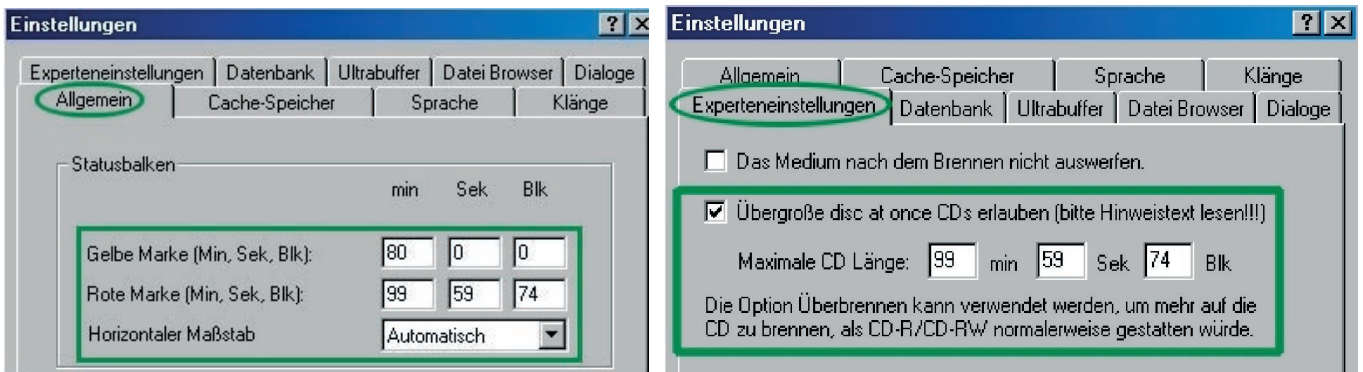 Einstellungen
Experteneinstellungen Datenbank Ultrabuffer Datei Browser Dialoge
Allgemein Cache-Speicher Sprache Klänge
Statusbalken
min Sek Blk
Gelbe Marke (Min, Sek, Blk): 80 0 0
Rote Marke (Min, Sek, Blk): 99 59 74
Horizontaler Maßstab Automatisch
Einstellungen
Allgemein Cache-Speicher Sprache Klänge
Experteneinstellungen Datenbank Ultrabuffer Datei Browser Dialoge
Das Medium nach dem Brennen nicht auswerfen.
Übergroße disc at once CDs erlauben (bitte Hinweistext lesen!!!)
Maximale CD Länge: 99 min 59 Sek 74 Blk
Die Option Überbrennen kann verwendet werden, um mehr auf die
CD zu brennen, als CD-R/CD-RW normalerweise gestatten würde.